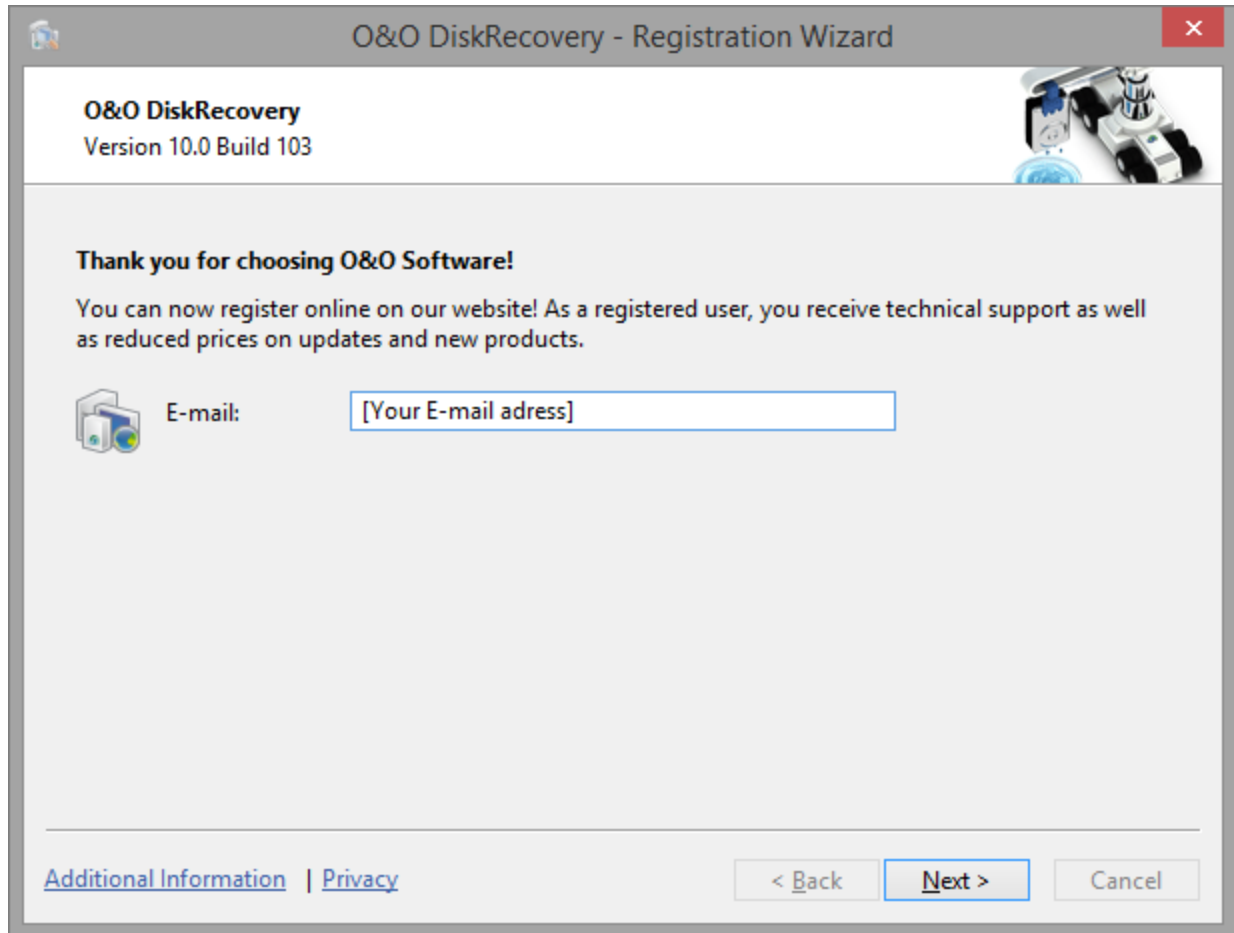 O&O DiskRecovery - Registration Wizard
O&O DiskRecovery
Version 10.0 Build 103
Thank you for choosing O&O Software!
You can now register online on our website! As a registered user, you receive technical support as well
as reduced prices on updates and new products.
E-mail: [Your E-mail adress]
Additional Information | Privacy < Back Next > Cancel